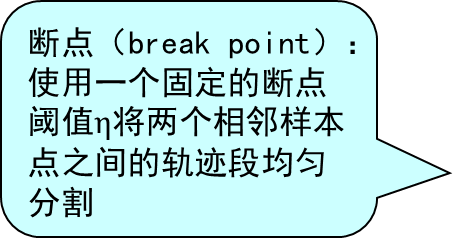 断点（break point）：
使用一个固定的断点
阈值η将两个相邻样本
点之间的轨迹段均匀
分割